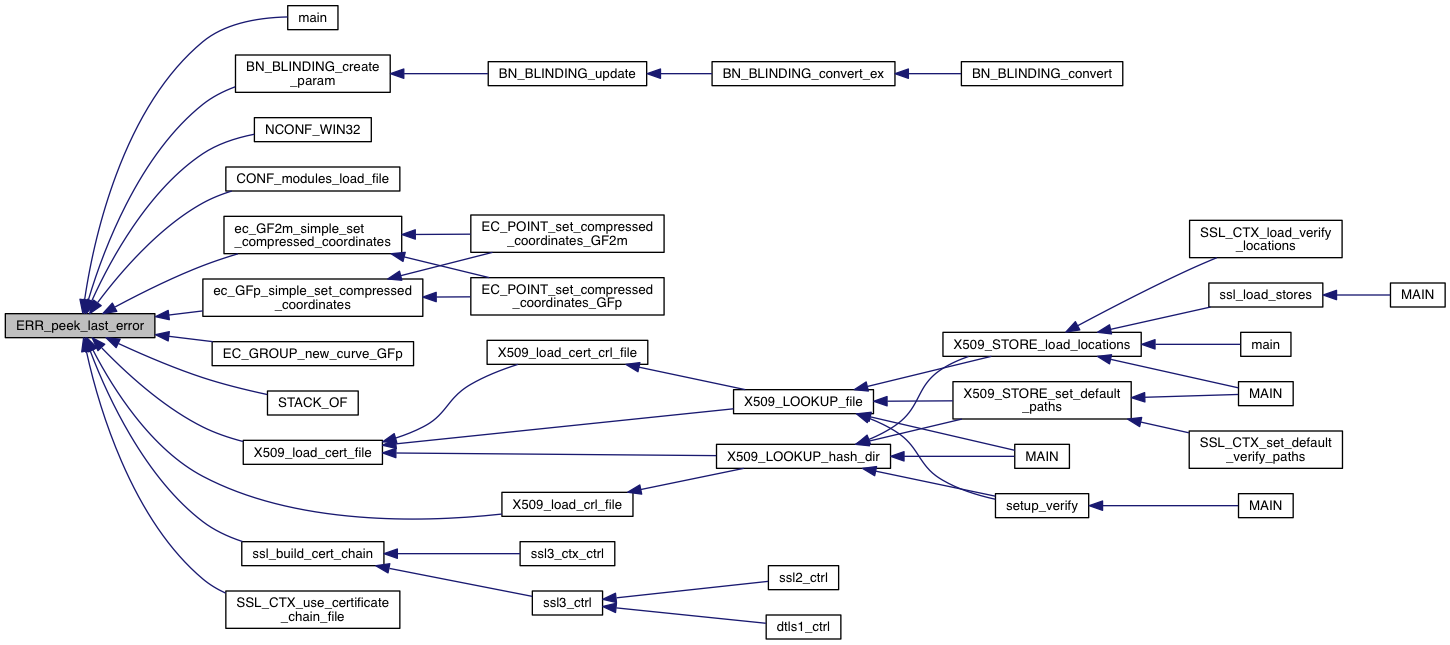 main
BN_BLINDING_create
_param
BN_BLINDING_update
BN_BLINDING_convert_ex
BN_BLINDING_convert
NCONF_WIN32
CONF_modules_load_file
ec_GF2m_simple_set
_compressed_coordinates
EC_POINT_set_compressed
_coordinates_GF2m
ec_GFp_simple_set_compressed
_coordinates
EC_POINT_set_compressed
_coordinates_GFp
SSL_CTX_load_verify
_locations
ssl_load_stores
MAIN
ERR_peek_last_error
EC_GROUP_new_curve_GFp
X509_load_cert_crl_file
X509_STORE_load_locations
main
STACK_OF
X509_LOOKUP_file
X509_STORE_set_default
_paths
MAIN
X509_load_cert_file
X509_LOOKUP_hash_dir
MAIN
SSL_CTX_set_default
_verify_paths
X509_load_crl_file
setup_verify
MAIN
ssl_build_cert_chain
ssl3_ctx_ctrl
SSL_CTX_use_certificate
_chain_file
ssl3_ctrl
ssl2_ctrl
dtls1_ctrl